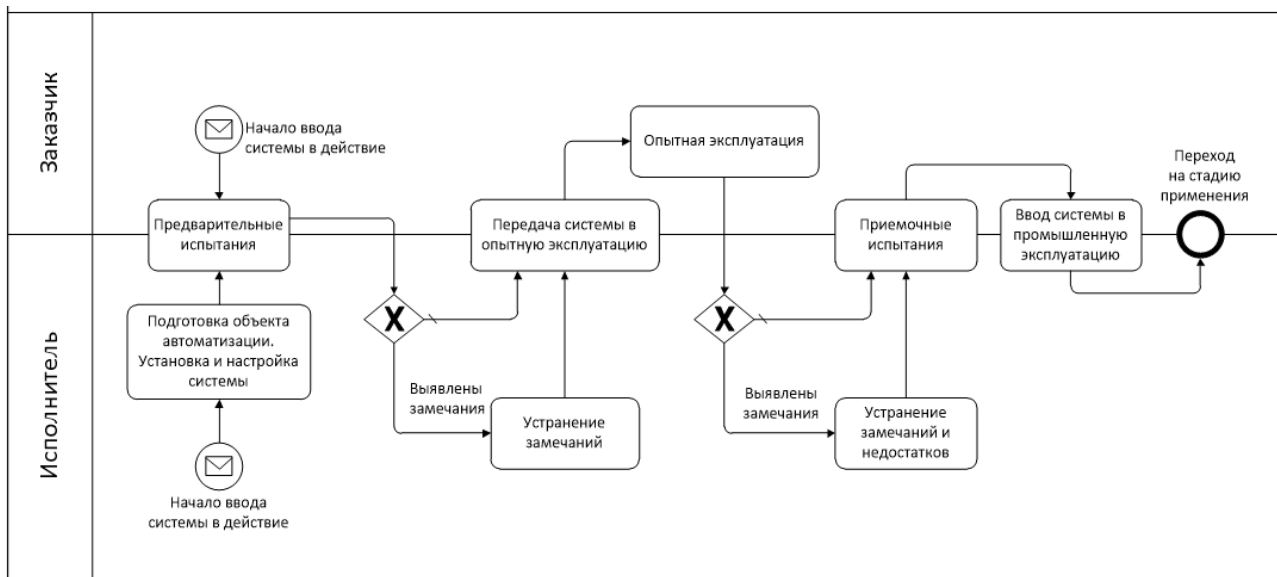 Заказчик
Начало ввода
системы в действие
Опытная эксплуатация
Переход
на стадию
применения
Предварительные
испытания
Передача системы в
опытную эксплуатацию
Приемочные
испытания
Ввод системы в
промышленную
эксплуатацию
Исполнитель
X
X
Подготовка объекта
автоматизации.
Установка и настройка
системы
Выявлены
замечания
Устранение
замечаний
Выявлены
замечания
Устранение
замечаний и
недостатков
Начало ввода
системы в действие